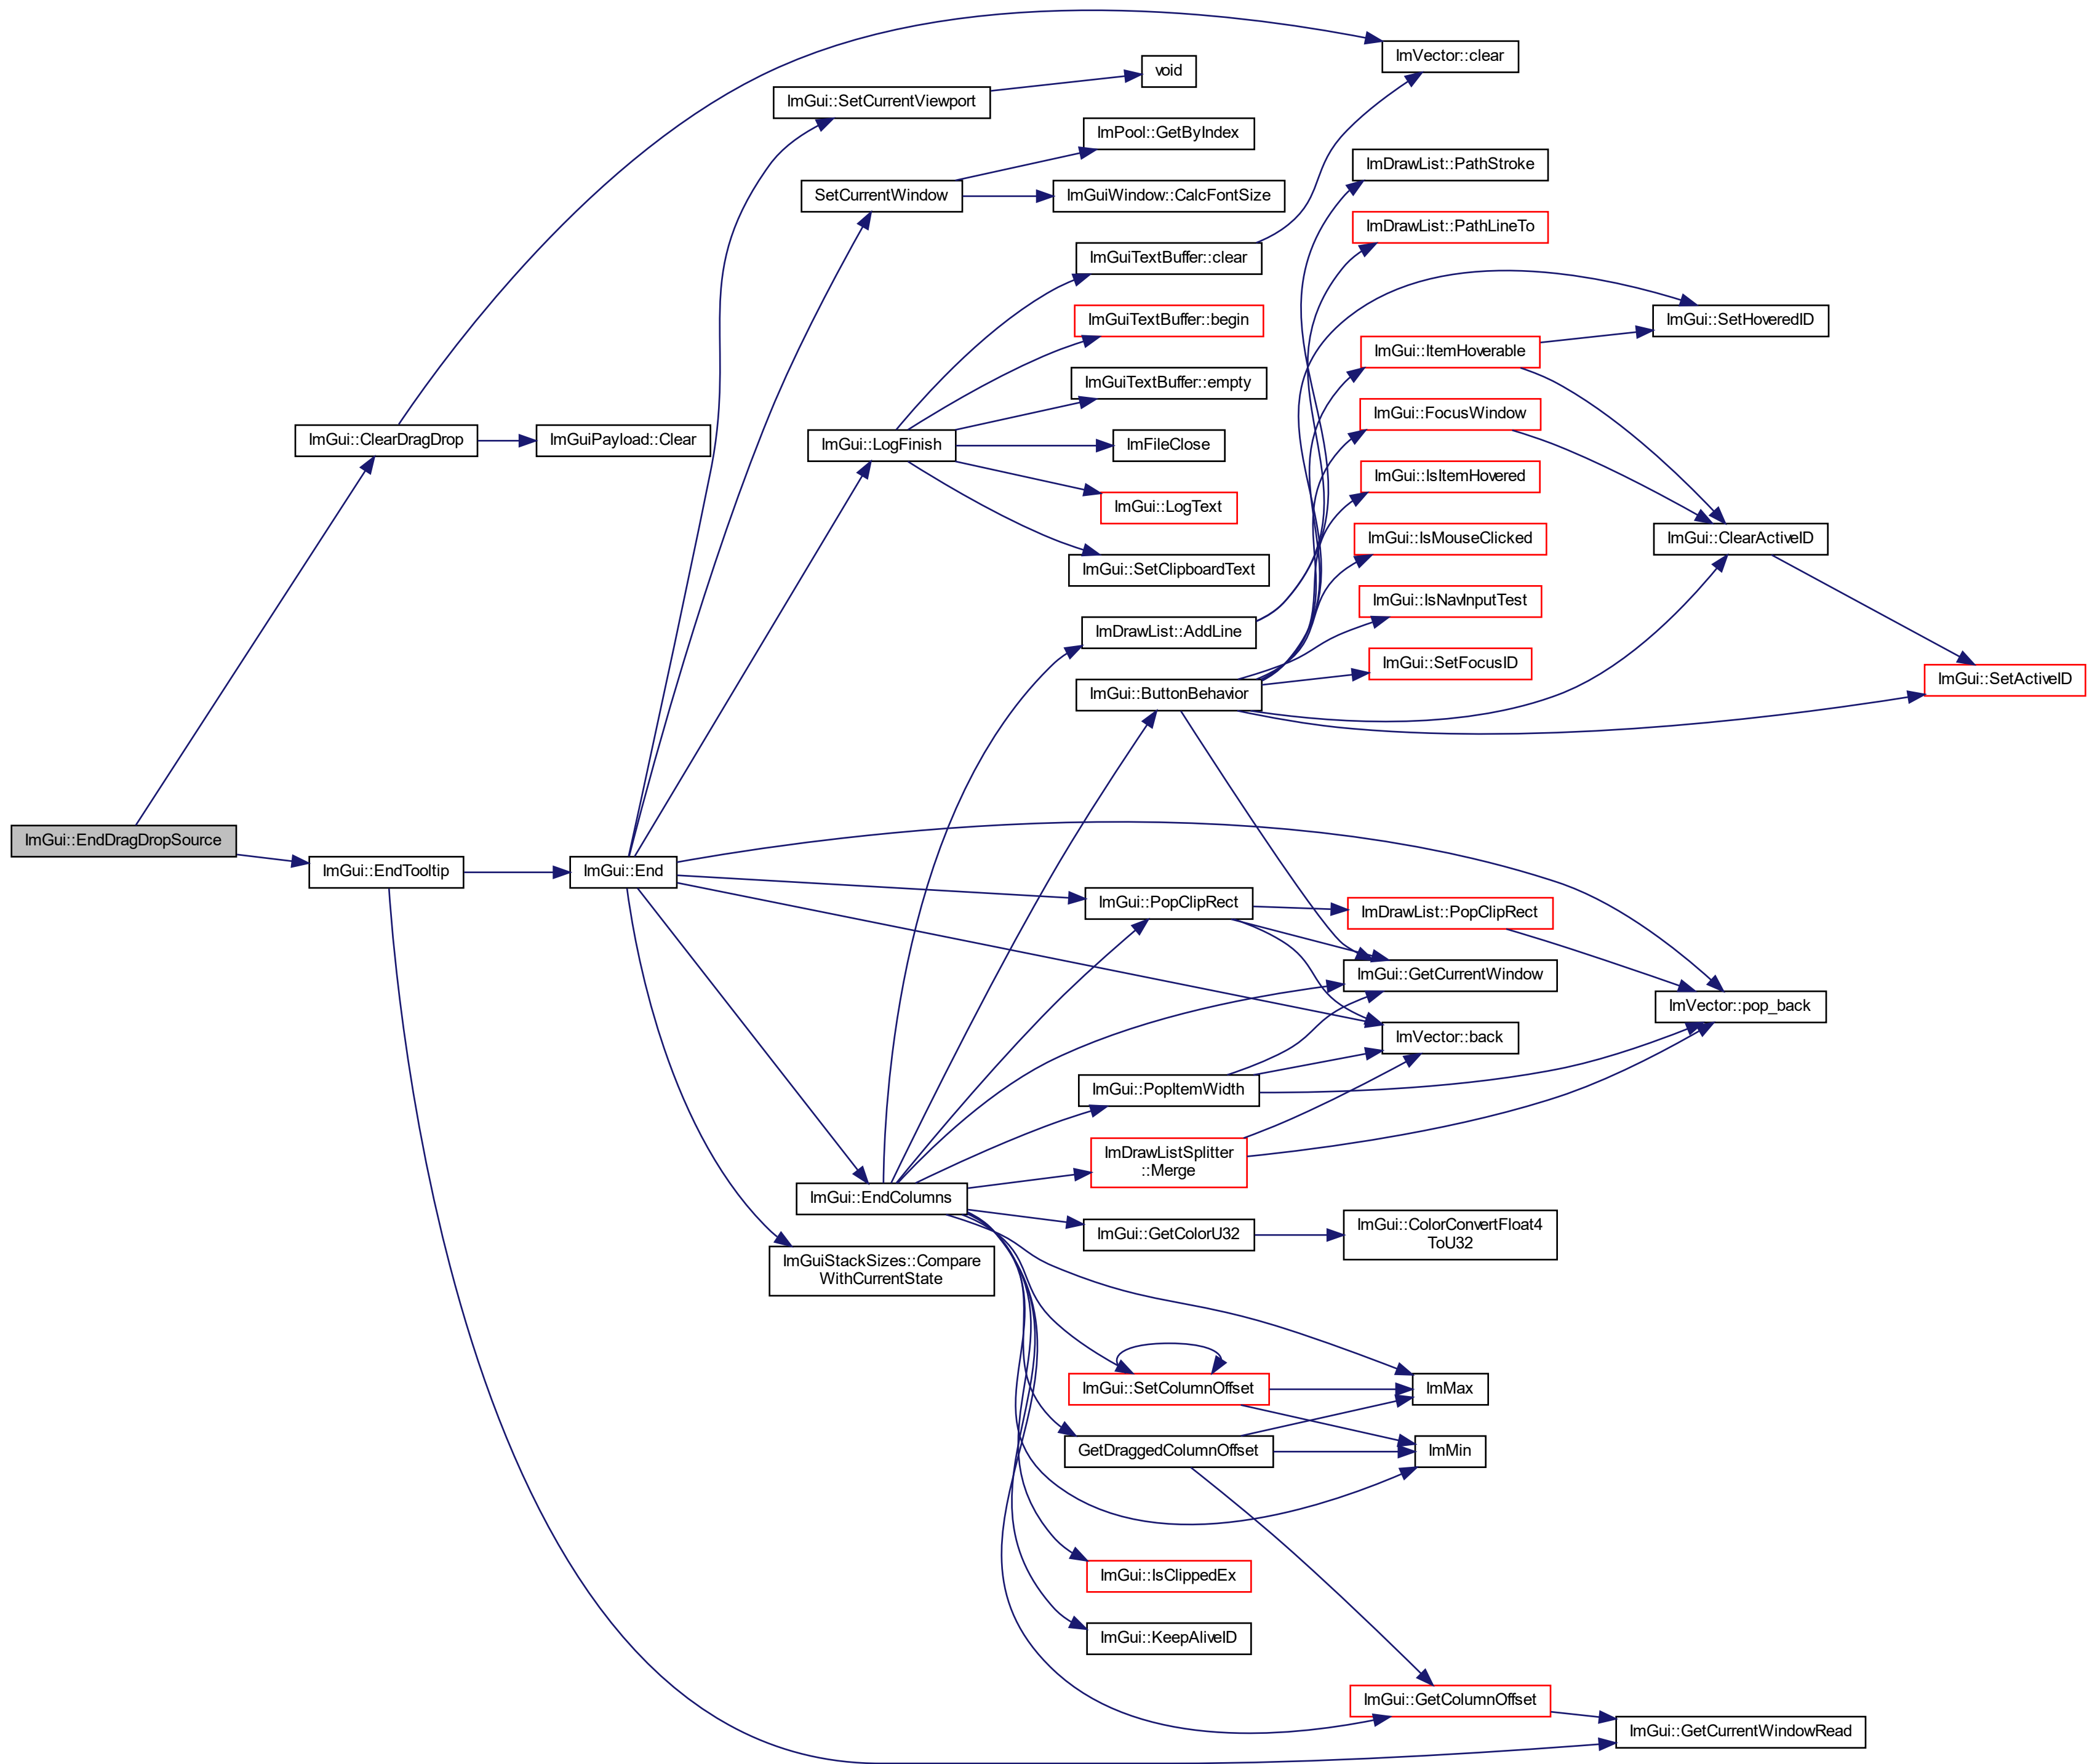 ImVector::clear
void
ImGui::SetCurrentViewport
ImPool::GetByIndex
ImDrawList::PathStroke
SetCurrentWindow
ImGuiWindow::CalcFontSize
ImDrawList::PathLineTo
ImGuiTextBuffer::clear
ImGuiTextBuffer::begin
ImGui::SetHoveredID
ImGui::ItemHoverable
ImGuiTextBuffer::empty
ImGui::FocusWindow
ImGui::ClearDragDrop
ImGuiPayload::Clear
ImGui::LogFinish
ImFileClose
ImGui::IsItemHovered
ImGui::LogText
ImGui::IsMouseClicked
ImGui::ClearActiveID
ImGui::SetClipboardText
ImGui::IsNavInputTest
ImDrawList::AddLine
ImGui::SetFocusID
ImGui::SetActiveID
ImGui::ButtonBehavior
ImGui::EndDragDropSource
ImGui::EndTooltip
ImGui::End
ImGui::PopClipRect
ImDrawList::PopClipRect
ImGui::GetCurrentWindow
ImVector::pop_back
ImVector::back
ImGui::PopItemWidth
ImDrawListSplitter
::Merge
ImGui::EndColumns
ImGui::GetColorU32
ImGui::ColorConvertFloat4
ToU32
ImGuiStackSizes::Compare
WithCurrentState
ImGui::SetColumnOffset
ImMax
GetDraggedColumnOffset
ImMin
ImGui::IsClippedEx
ImGui::KeepAliveID
ImGui::GetColumnOffset
ImGui::GetCurrentWindowRead